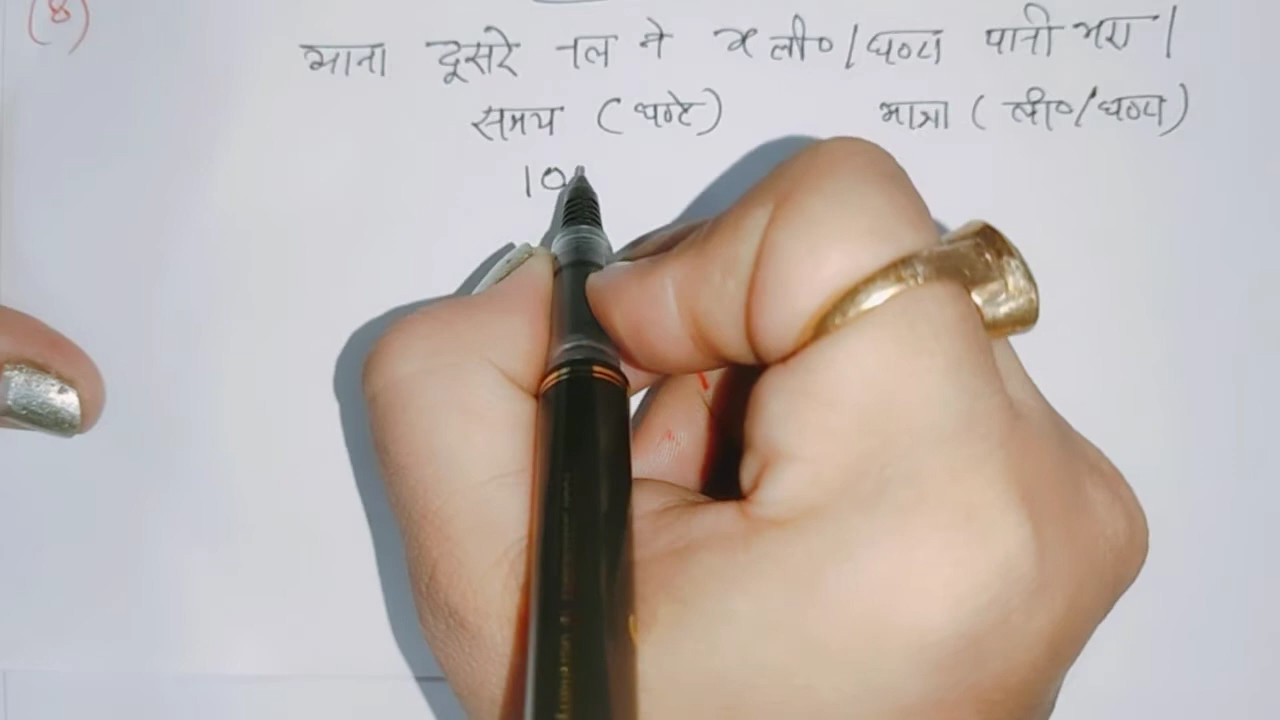 (8)
माना दूसरे नल ने x ली०/घण्टा पानी भरा।
समय (घण्टे) मात्रा (ली०/घण्टा)
10